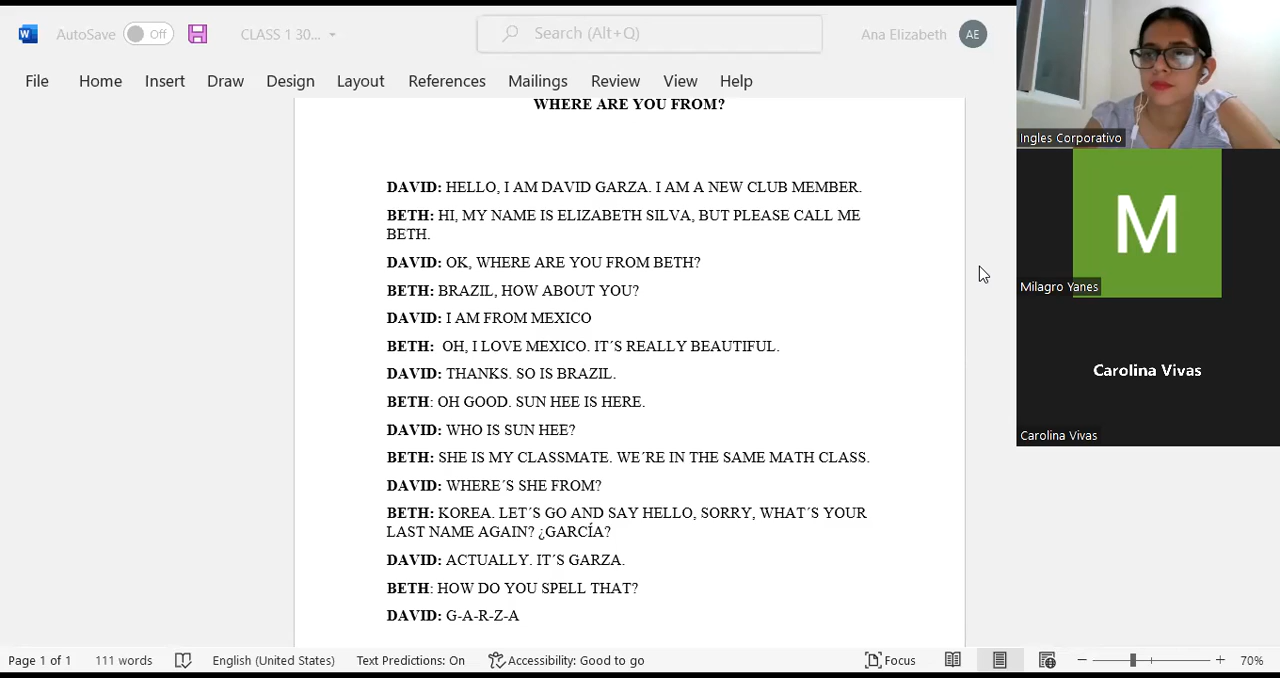 AutoSave Off CLASS 1 30... Search (Alt+Q) Ana Elizabeth AE
File Home Insert Draw Design Layout References Mailings Review View Help
WHERE ARE YOU FROM?
DAVID: HELLO, I AM DAVID GARZA. I AM A NEW CLUB MEMBER.
BETH: HI, MY NAME IS ELIZABETH SILVA, BUT PLEASE CALL ME
BETH.
DAVID: OK, WHERE ARE YOU FROM BETH?
BETH: BRAZIL, HOW ABOUT YOU?
DAVID: I AM FROM MEXICO
BETH: OH, I LOVE MEXICO. IT´S REALLY BEAUTIFUL.
DAVID: THANKS. SO IS BRAZIL.
BETH: OH GOOD. SUN HEE IS HERE.
DAVID: WHO IS SUN HEE?
BETH: SHE IS MY CLASSMATE. WE´RE IN THE SAME MATH CLASS.
DAVID: WHERE´S SHE FROM?
BETH: KOREA. LET´S GO AND SAY HELLO, SORRY, WHAT´S YOUR
LAST NAME AGAIN? ¿GARCÍA?
DAVID: ACTUALLY. IT´S GARZA.
BETH: HOW DO YOU SPELL THAT?
DAVID: G-A-R-Z-A
Page 1 of 1 111 words English (United States) Text Predictions: On Accessibility: Good to go Focus 70%
Ingles Corporativo
M
Milagro Yanes
Carolina Vivas
Carolina Vivas